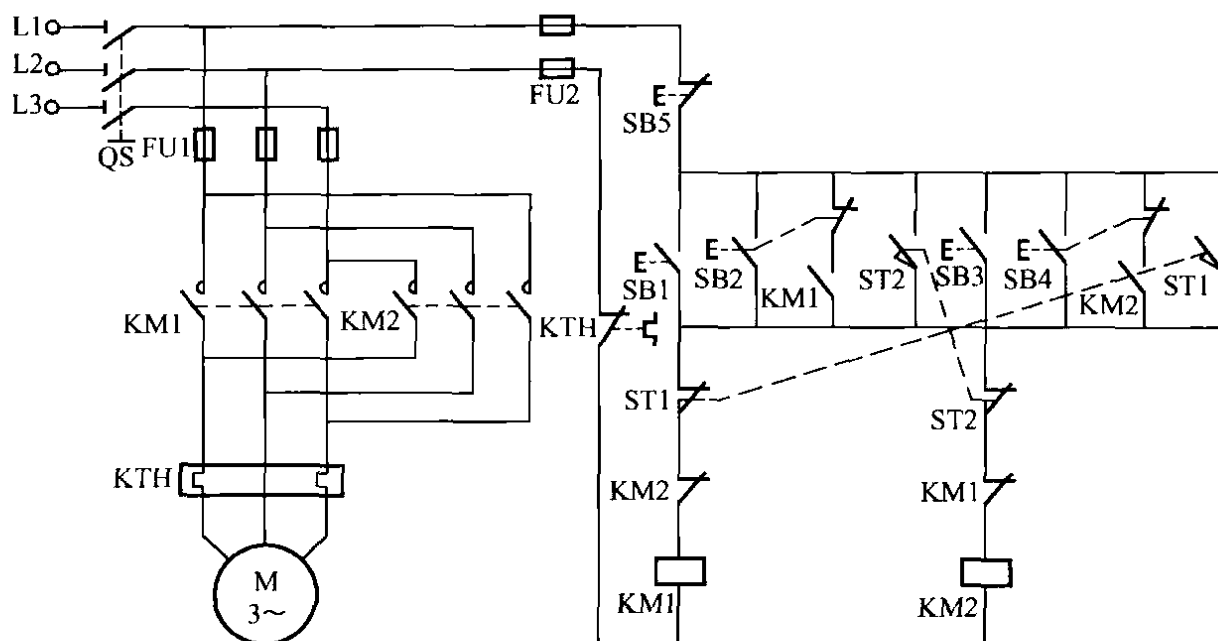 L1
L2
L3
QS
FU1
FU2
SB5
SB1
SB2
KM1
ST2
SB3
SB4
KM2
ST1
KM1
KM2
KTH
ST1
ST2
KTH
KM2
KM1
M
3~
KM1
KM2